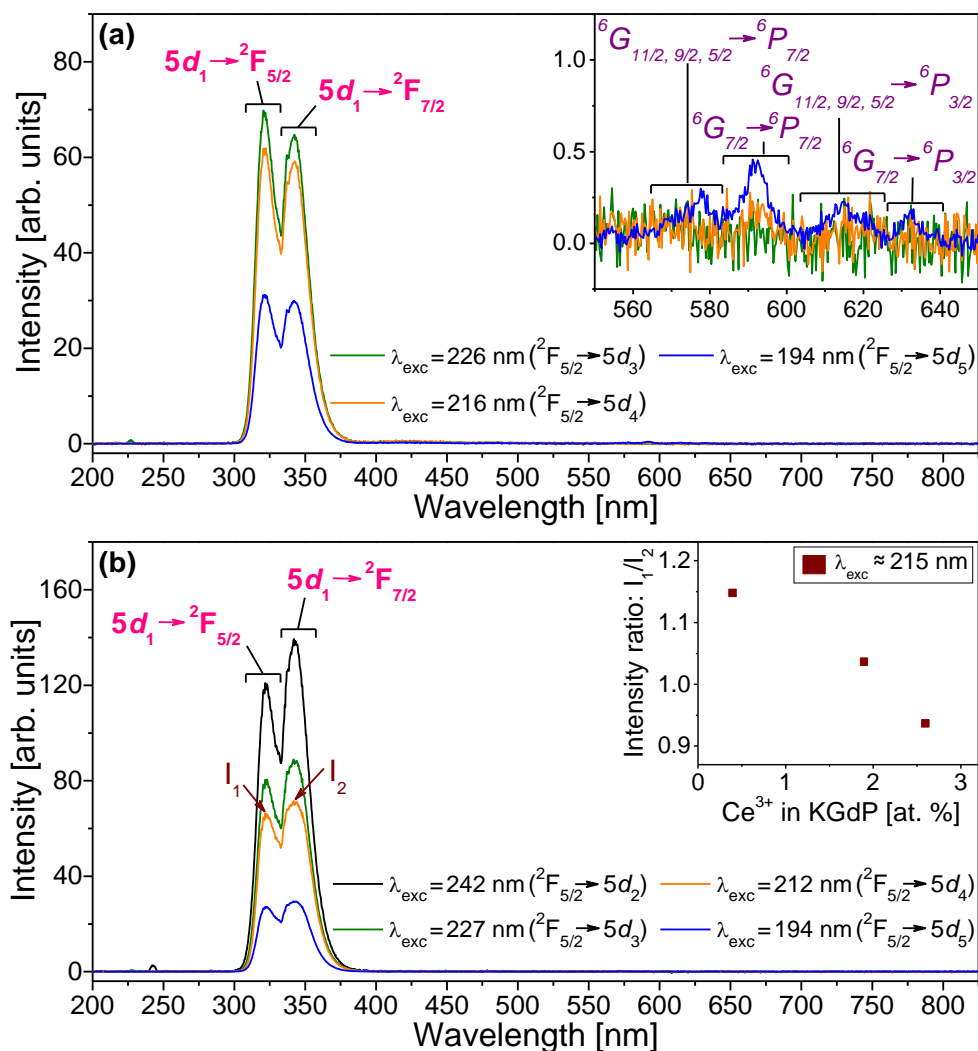 (a)
5d₁→²F₅/₂
5d₁→²F₇/₂
Intensity [arb. units]
80
60
40
20
0
200 250 300 350 400 450 500 550 600 650 700 750 800
Wavelength [nm]
λexc=226 nm (²F₅/₂→5d₃)
λexc=194 nm (²F₅/₂→5d₅)
λexc=216 nm (²F₅/₂→5d₄)
⁶G₁₁/₂, ₉/₂, ₅/₂→⁶P₇/₂
⁶G₁₁/₂, ₉/₂, ₅/₂→⁶P₃/₂
⁶G₇/₂→⁶P₇/₂
⁶G₇/₂→⁶P₃/₂
1.0
0.5
0.0
560 580 600 620 640
(b)
5d₁→²F₇/₂
5d₁→²F₅/₂
Intensity [arb. units]
160
120
80
40
0
I₁
I₂
λexc=242 nm (²F₅/₂→5d₂)
λexc=212 nm (²F₅/₂→5d₄)
λexc=227 nm (²F₅/₂→5d₃)
λexc=194 nm (²F₅/₂→5d₅)
200 250 300 350 400 450 500 550 600 650 700 750 800
Wavelength [nm]
Intensity ratio: I₁/I₂
1.2
1.1
1.0
0.9
λexc≈215 nm
0 1 2 3
Ce³⁺ in KGdP [at. %]